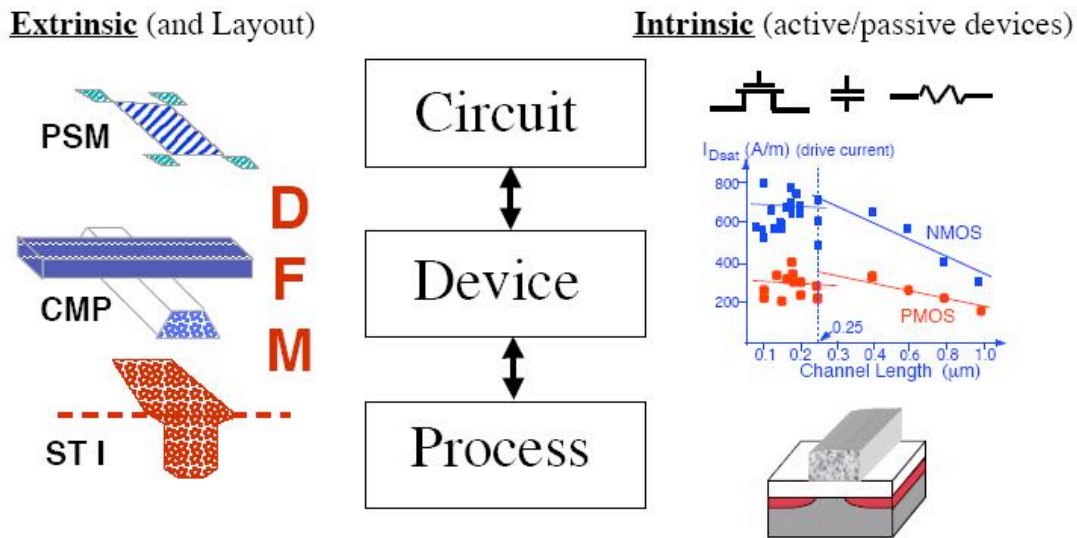 Extrinsic (and Layout)
Intrinsic (active/passive devices)
PSM
CMP
ST I
D
F
M
Circuit
Device
Process
I_Dsat (A/m) (drive current)
800
600
400
200
NMOS
PMOS
0.25
0.1 0.2 0.3 0.4 0.6 0.8 1.0
Channel Length (μm)